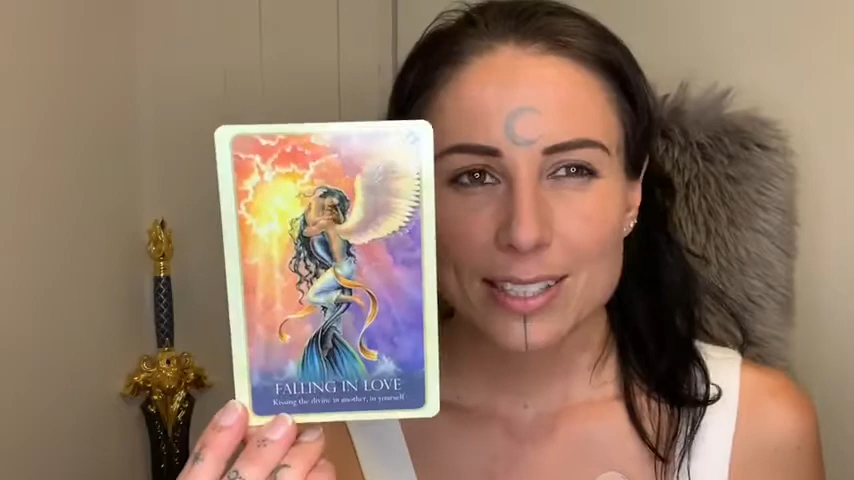 FALLING IN LOVE
Kissing the divine in another, in yourself